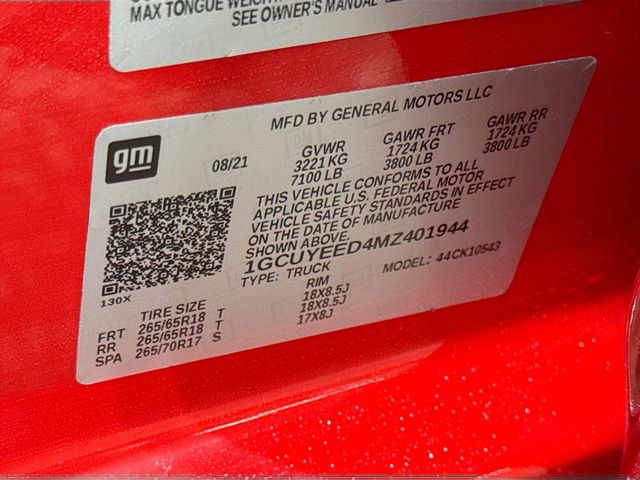 MAX TONGUE WEIGHT
SEE OWNER'S MANUAL
MFD BY GENERAL MOTORS LLC
gm
08/21
GVWR GAWR FRT GAWR RR
3221 KG 1724 KG 1724 KG
7100 LB 3800 LB 3800 LB
THIS VEHICLE CONFORMS TO ALL
APPLICABLE U.S. FEDERAL MOTOR
VEHICLE SAFETY STANDARDS IN EFFECT
ON THE DATE OF MANUFACTURE
SHOWN ABOVE.
1GCUYEED4MZ401944
TYPE: TRUCK MODEL: 44CK10543
130X
TIRE SIZE RIM
FRT 265/65R18 T 18X8.5J
RR 265/65R18 T 18X8.5J
SPA 265/70R17 S 17X8J